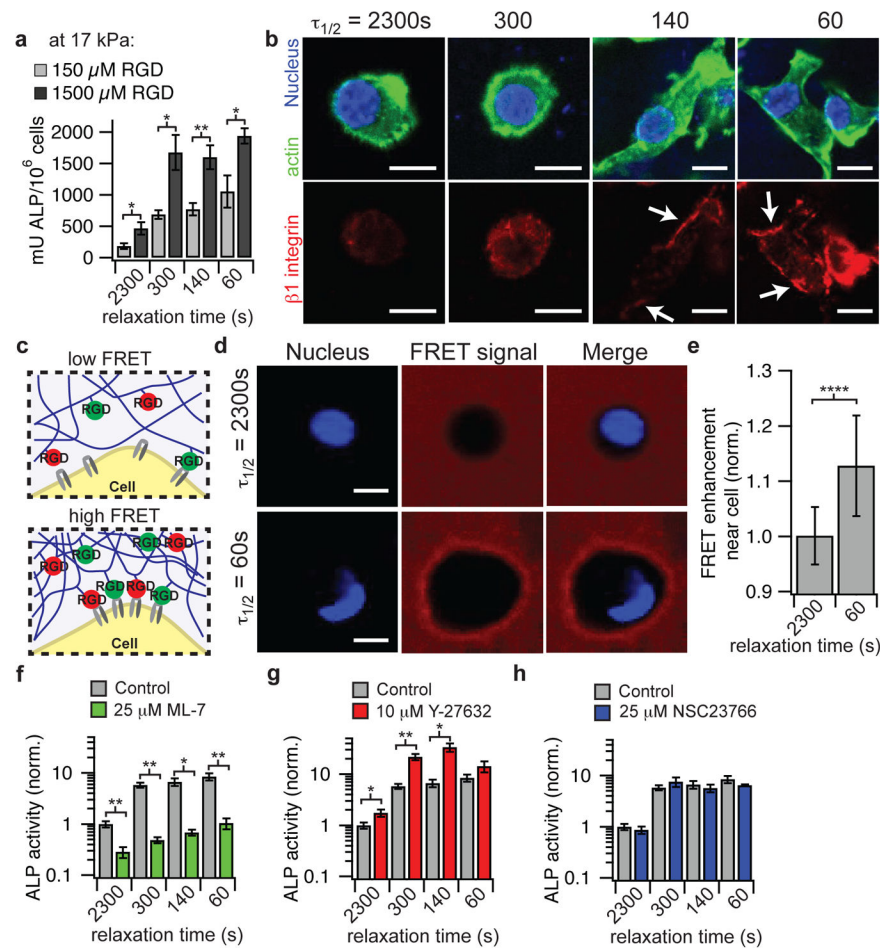 a at 17 kPa:
150 µM RGD
1500 µM RGD
mU ALP/10⁶ cells
2000
1500
1000
500
0
* ** *
*
2300 300 140 60
relaxation time (s)
b
τ1/2 = 2300s 300 140 60
Nucleus
actin
β1 integrin
c
low FRET
RGD RGD
RGD RGD
Cell
high FRET
RGD RGD
RGD RGD
RGD RGD RGD RGD
Cell
d
Nucleus FRET signal Merge
τ1/2 = 2300s
τ1/2 = 60s
e
FRET enhancement
near cell (norm.)
1.3
1.2
1.1
1.0
0.9
****
2300 60
relaxation time (s)
f
Control
25 µM ML-7
ALP activity (norm.)
10
1
0.1
** ** * **
2300 300 140 60
relaxation time (s)
g
Control
10 µM Y-27632
ALP activity (norm.)
10
1
0.1
* ** *
2300 300 140 60
relaxation time (s)
h
Control
25 µM NSC23766
ALP activity (norm.)
10
1
0.1
2300 300 140 60
relaxation time (s)